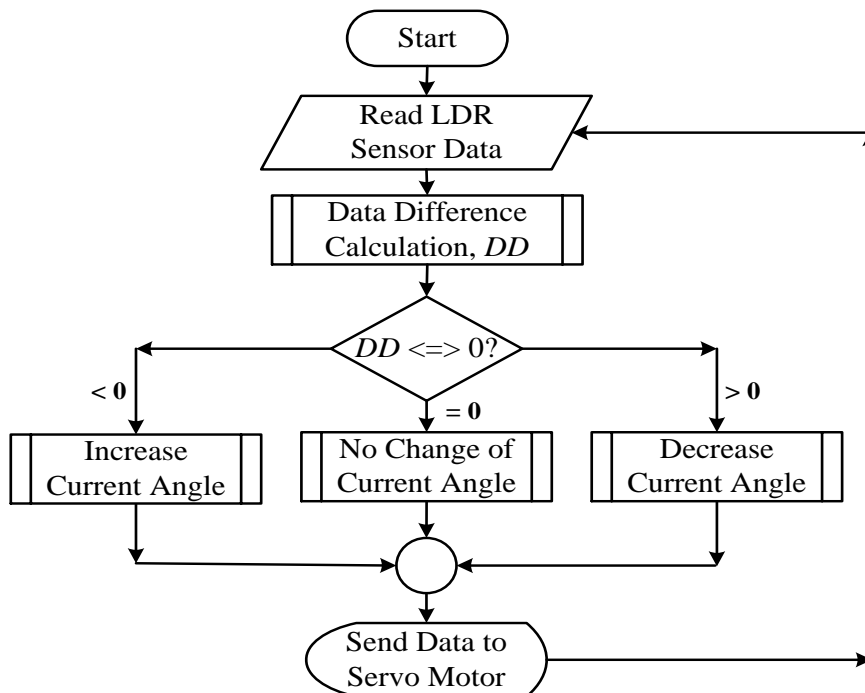 Start
Read LDR
Sensor Data
Data Difference
Calculation, DD
DD <=> 0?
< 0
= 0
> 0
Increase
Current Angle
No Change of
Current Angle
Decrease
Current Angle
Send Data to
Servo Motor